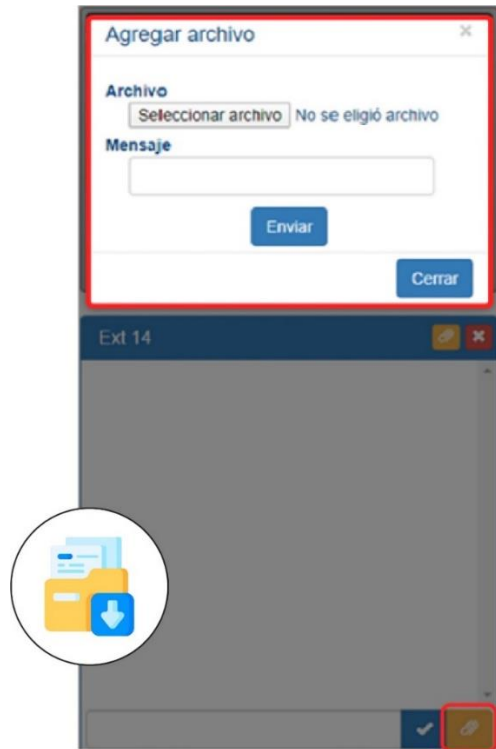 Agregar archivo
Archivo
Seleccionar archivo No se eligió archivo
Mensaje
Enviar
Cerrar
Ext 14